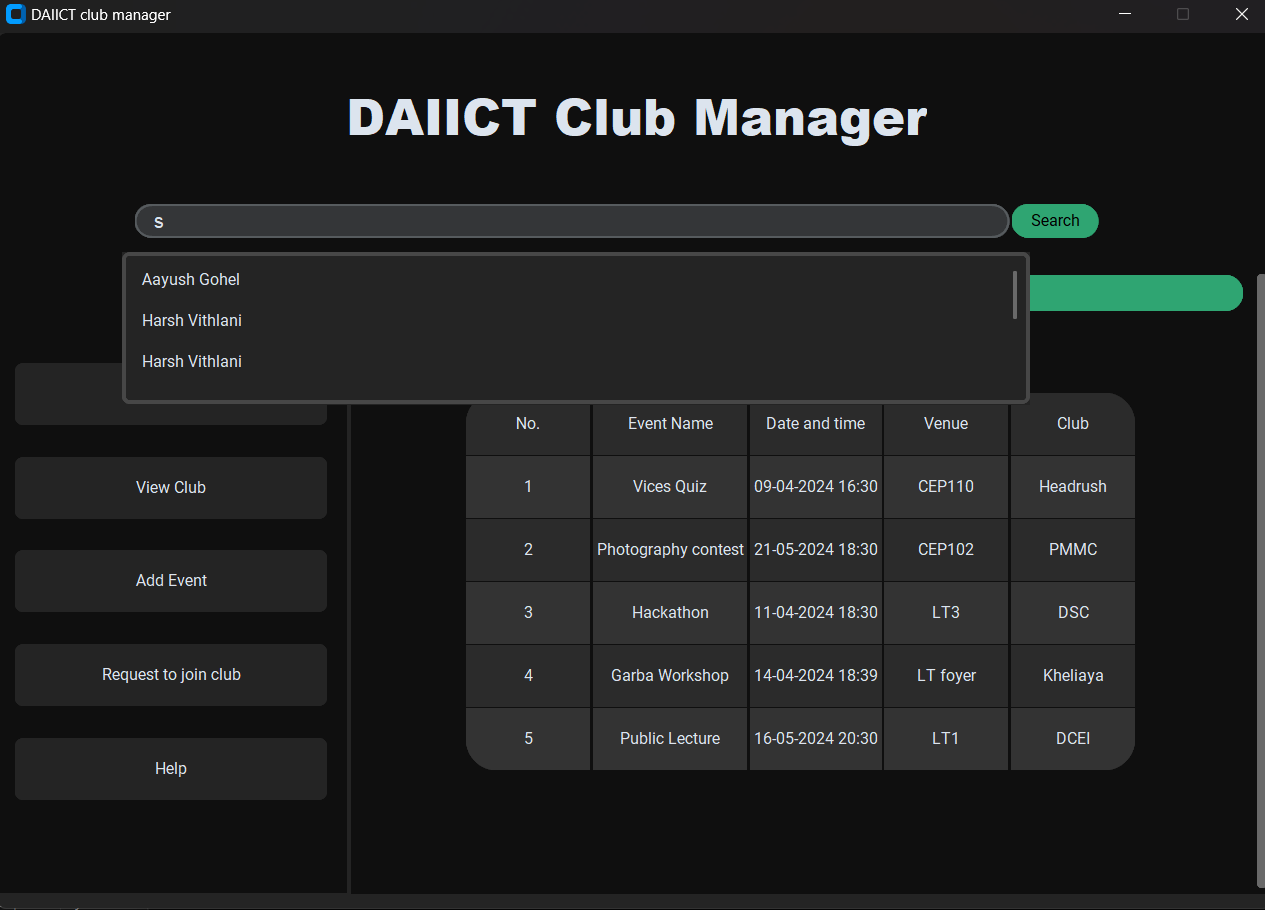 DAIICT club manager
DAIICT Club Manager
s Search
Aayush Gohel
Harsh Vithlani
Harsh Vithlani
View Club
Add Event
Request to join club
Help
No. Event Name Date and time Venue Club
1 Vices Quiz 09-04-2024 16:30 CEP110 Headrush
2 Photography contest 21-05-2024 18:30 CEP102 PMMC
3 Hackathon 11-04-2024 18:30 LT3 DSC
4 Garba Workshop 14-04-2024 18:39 LT foyer Kheliaya
5 Public Lecture 16-05-2024 20:30 LT1 DCEI